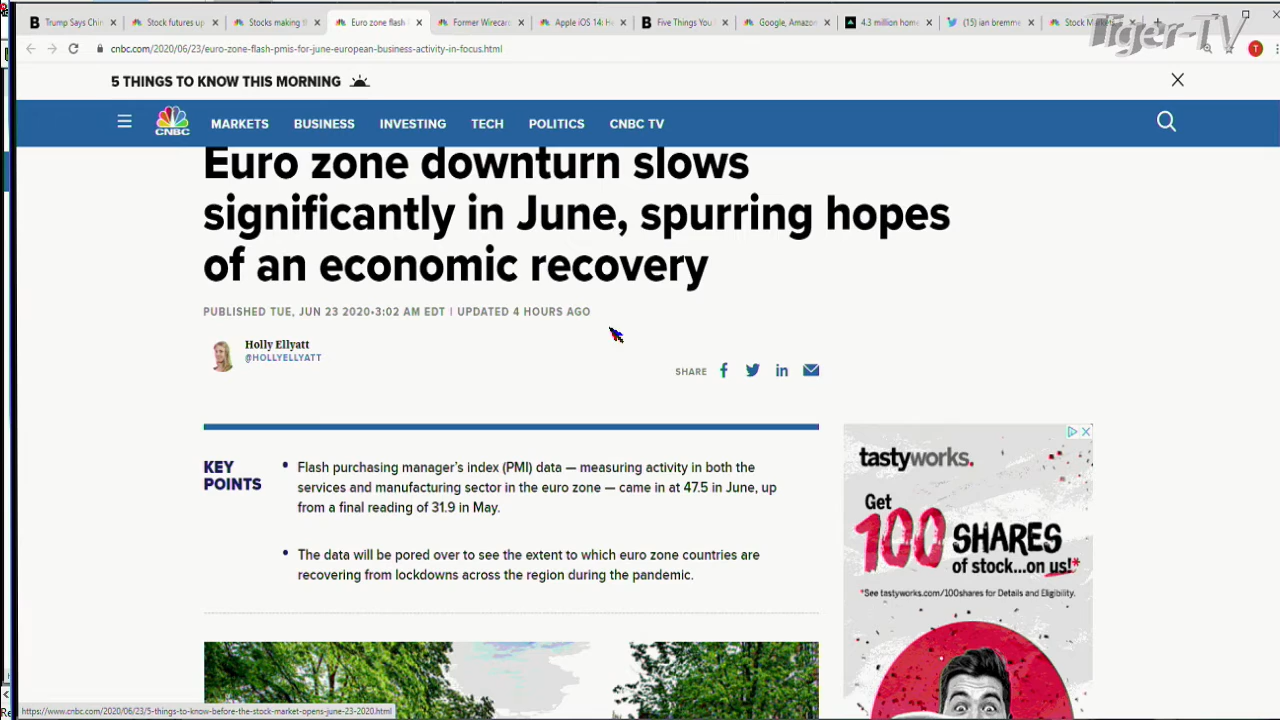 Trump Says Chin
Stock futures up
Stocks making th
Euro zone flash
Former Wirecard
Apple iOS 14: H
Five Things You
Google, Amazon
4.3 million hom
(15) ian bremme
Stock Mark
Tiger-TV
cnbc.com/2020/06/23/euro-zone-flash-pmis-for-june-european-business-activity-in-focus.html
T
5 THINGS TO KNOW THIS MORNING
CNBC
MARKETS
BUSINESS
INVESTING
TECH
POLITICS
CNBC TV
Euro zone downturn slows
significantly in June, spurring hopes
of an economic recovery
PUBLISHED TUE, JUN 23 2020•3:02 AM EDT | UPDATED 4 HOURS AGO
Holly Ellyatt
@HOLLYELLYATT
SHARE
KEY
POINTS
• Flash purchasing manager's index (PMI) data — measuring activity in both the
services and manufacturing sector in the euro zone — came in at 47.5 in June, up
from a final reading of 31.9 in May.
• The data will be pored over to see the extent to which euro zone countries are
recovering from lockdowns across the region during the pandemic.
tastyworks.
Get
100 SHARES
of stock...on us!*
*See tastyworks.com/100shares for Details and Eligibility.
https://www.cnbc.com/2020/06/23/5-things-to-know-before-the-stock-market-opens-june-23-2020.html